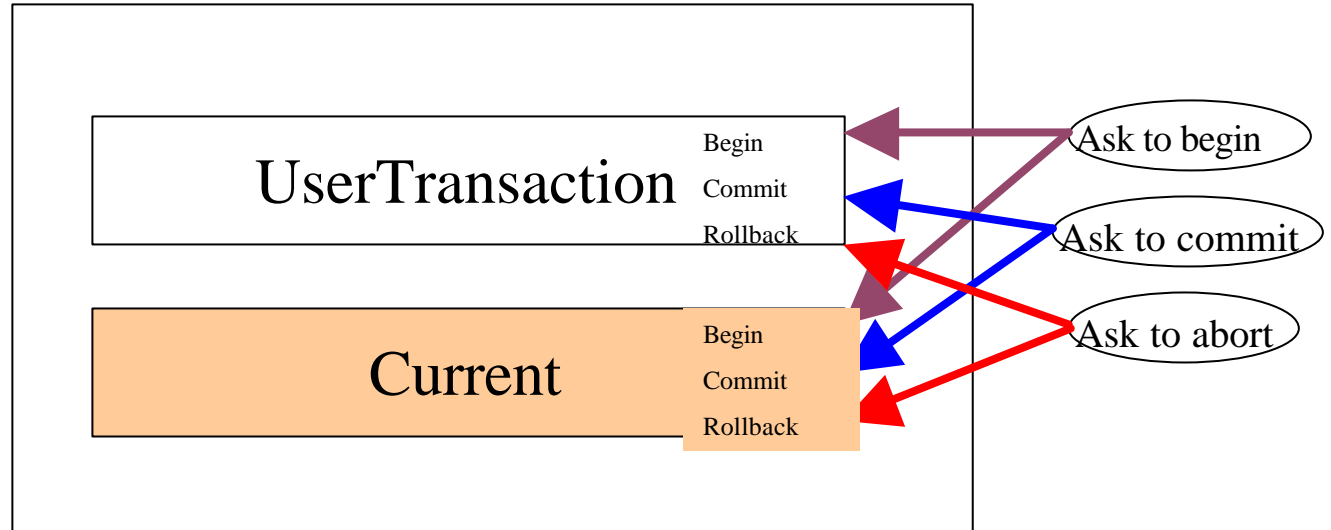 UserTransaction
Begin
Commit
Rollback
Current
Begin
Commit
Rollback
Ask to begin
Ask to commit
Ask to abort